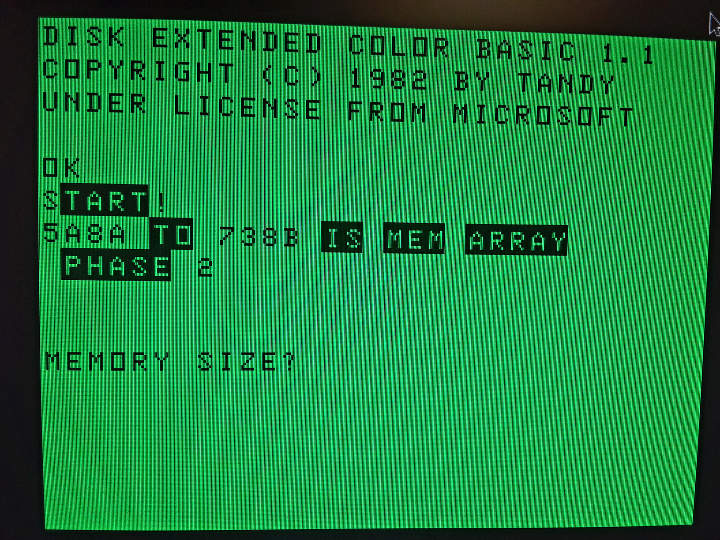 DISK EXTENDED COLOR BASIC 1.1
COPYRIGHT (C) 1982 BY TANDY
UNDER LICENSE FROM MICROSOFT
OK
START!
5A8A TO 738B IS MEM ARRAY
PHASE 2
MEMORY SIZE?